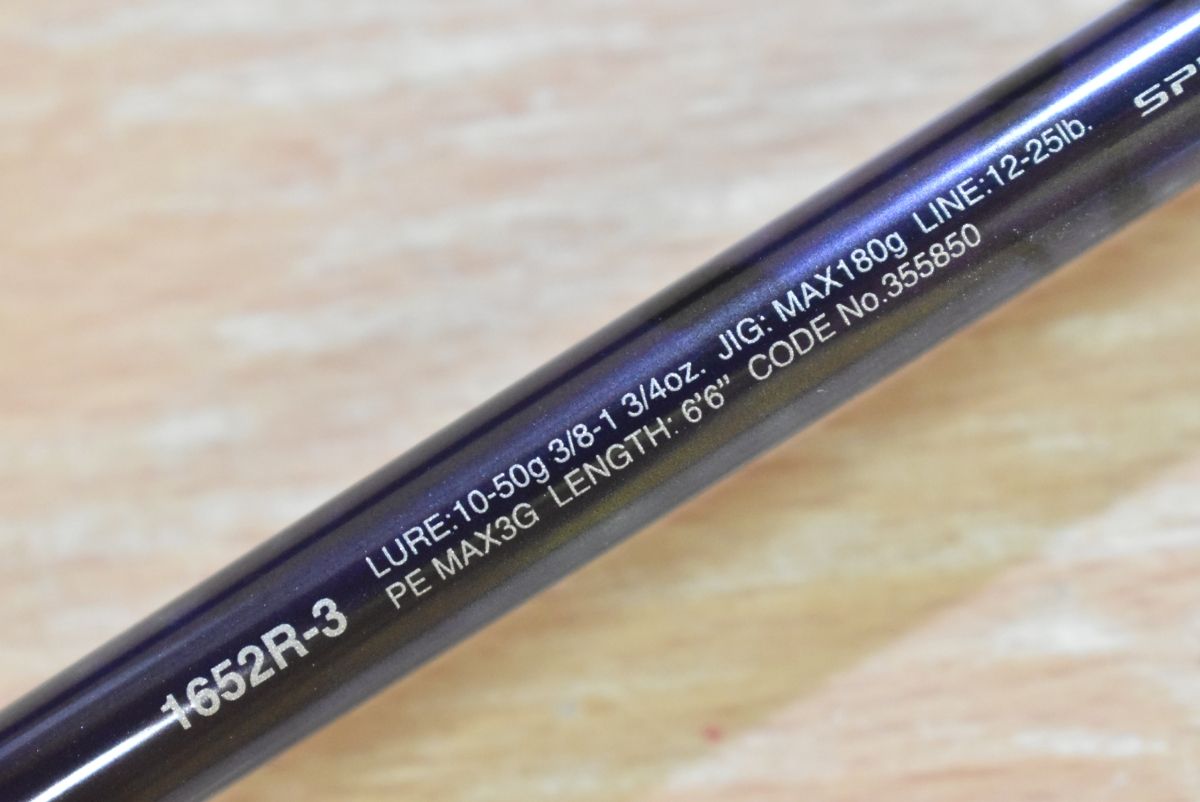 1652R-3
LURE:10-50g 3/8-1 3/4oz. JIG: MAX180g LINE:12-25lb.
PE MAX3G LENGTH: 6'6" CODE No.355850